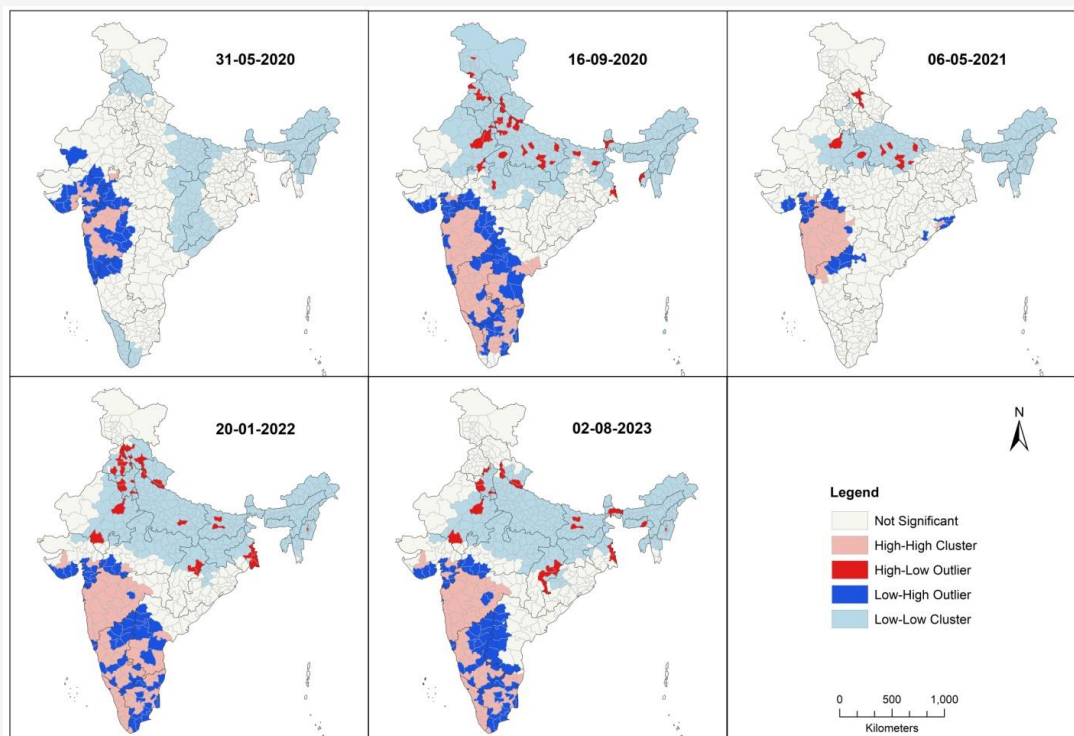 31-05-2020
16-09-2020
06-05-2021
20-01-2022
02-08-2023
N
Legend
Not Significant
High-High Cluster
High-Low Outlier
Low-High Outlier
Low-Low Cluster
0 500 1,000
Kilometers